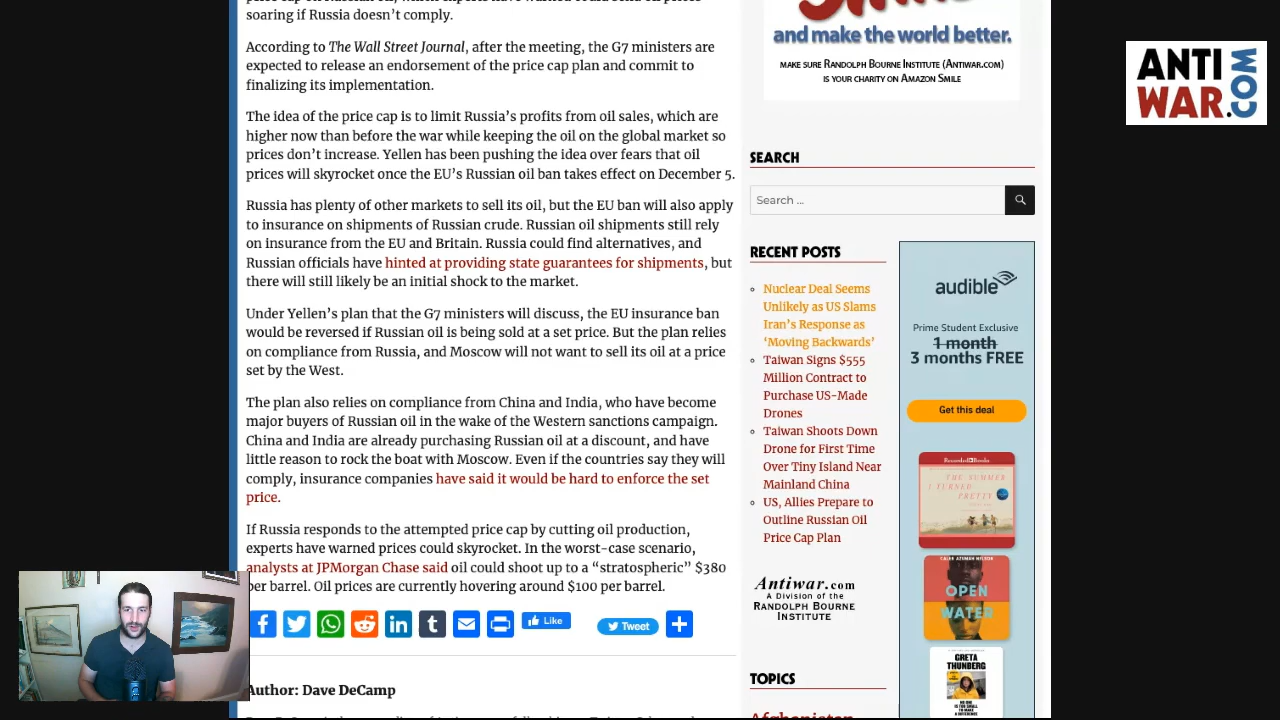 soaring if Russia doesn’t comply.
According to The Wall Street Journal, after the meeting, the G7 ministers are
expected to release an endorsement of the price cap plan and commit to
finalizing its implementation.
The idea of the price cap is to limit Russia’s profits from oil sales, which are
higher now than before the war while keeping the oil on the global market so
prices don’t increase. Yellen has been pushing the idea over fears that oil
prices will skyrocket once the EU’s Russian oil ban takes effect on December 5.
Russia has plenty of other markets to sell its oil, but the EU ban will also apply
to insurance on shipments of Russian crude. Russian oil shipments still rely
on insurance from the EU and Britain. Russia could find alternatives, and
Russian officials have hinted at providing state guarantees for shipments, but
there will still likely be an initial shock to the market.
Under Yellen’s plan that the G7 ministers will discuss, the EU insurance ban
would be reversed if Russian oil is being sold at a set price. But the plan relies
on compliance from Russia, and Moscow will not want to sell its oil at a price
set by the West.
The plan also relies on compliance from China and India, who have become
major buyers of Russian oil in the wake of the Western sanctions campaign.
China and India are already purchasing Russian oil at a discount, and have
little reason to rock the boat with Moscow. Even if the countries say they will
comply, insurance companies have said it would be hard to enforce the set
price.
If Russia responds to the attempted price cap by cutting oil production,
experts have warned prices could skyrocket. In the worst-case scenario,
analysts at JPMorgan Chase said oil could shoot up to a “stratospheric” $380
per barrel. Oil prices are currently hovering around $100 per barrel.
Like
Tweet
Author: Dave DeCamp
and make the world better.
MAKE SURE RANDOLPH BOURNE INSTITUTE (ANTIWAR.COM)
IS YOUR CHARITY ON AMAZON SMILE
SEARCH
Search ...
RECENT POSTS
Nuclear Deal Seems
Unlikely as US Slams
Iran’s Response as
‘Moving Backwards’
Taiwan Signs $555
Million Contract to
Purchase US-Made
Drones
Taiwan Shoots Down
Drone for First Time
Over Tiny Island Near
Mainland China
US, Allies Prepare to
Outline Russian Oil
Price Cap Plan
Antiwar.com
A Division of the
RANDOLPH BOURNE
INSTITUTE
TOPICS
Afghanistan
audible
Prime Student Exclusive
1 month
3 months FREE
Get this deal
Recorded Books
THE SUMMER
I TURNED
PRETTY
OPEN
WATER
GRETA
THUNBERG
ANTI
WAR.COM